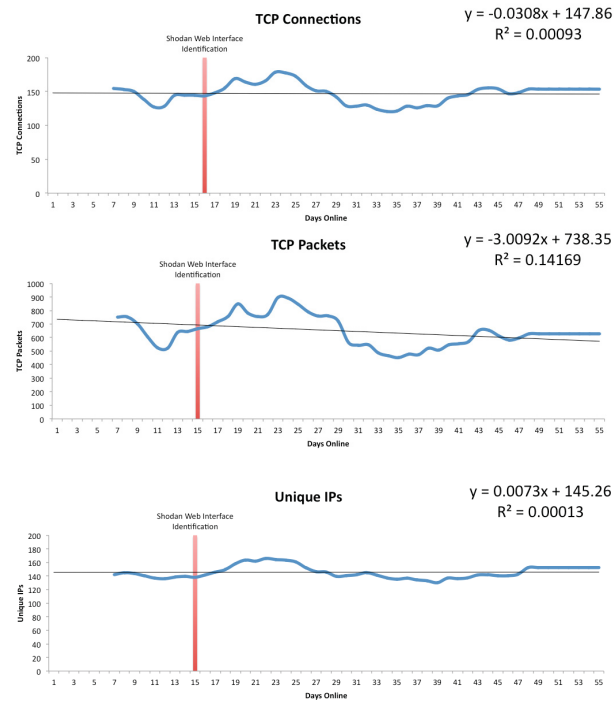 TCP Connections
y = -0.0308x + 147.86
R² = 0.00093
Shodan Web Interface
Identification
200
150
100
50
0
TCP Connections
1 3 5 7 9 11 13 15 17 19 21 23 25 27 29 31 33 35 37 39 41 43 45 47 49 51 53 55
Days Online
TCP Packets
y = -3.0092x + 738.35
R² = 0.14169
Shodan Web Interface
Identification
1000
900
800
700
600
500
400
300
200
100
0
TCP Packets
1 3 5 7 9 11 13 15 17 19 21 23 25 27 29 31 33 35 37 39 41 43 45 47 49 51 53 55
Days Online
Unique IPs
y = 0.0073x + 145.26
R² = 0.00013
Shodan Web Interface
Identification
200
180
160
140
120
100
80
60
40
20
0
Unique IPs
1 3 5 7 9 11 13 15 17 19 21 23 25 27 29 31 33 35 37 39 41 43 45 47 49 51 53 55
Days Online